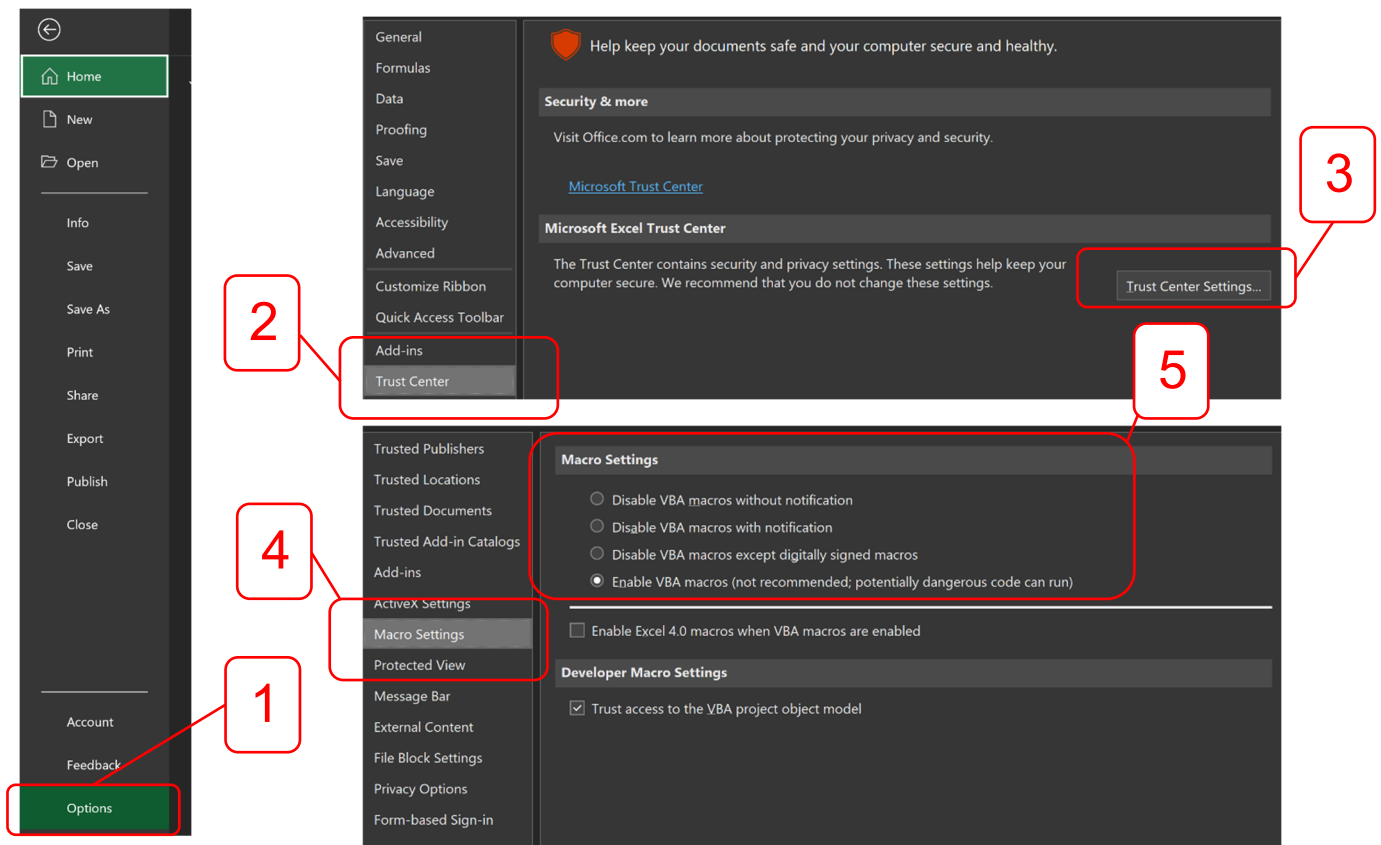 Home
New
Open
Info
Save
Save As
Print
Share
Export
Publish
Close
Account
Feedback
Options
1
2
General
Formulas
Data
Proofing
Save
Language
Accessibility
Advanced
Customize Ribbon
Quick Access Toolbar
Add-ins
Trust Center
Help keep your documents safe and your computer secure and healthy.
Security & more
Visit Office.com to learn more about protecting your privacy and security.
Microsoft Trust Center
Microsoft Excel Trust Center
The Trust Center contains security and privacy settings. These settings help keep your
computer secure. We recommend that you do not change these settings.
Trust Center Settings...
3
4
Trusted Publishers
Trusted Locations
Trusted Documents
Trusted Add-in Catalogs
Add-ins
ActiveX Settings
Macro Settings
Protected View
Message Bar
External Content
File Block Settings
Privacy Options
Form-based Sign-in
5
Macro Settings
Disable VBA macros without notification
Disable VBA macros with notification
Disable VBA macros except digitally signed macros
Enable VBA macros (not recommended; potentially dangerous code can run)
Enable Excel 4.0 macros when VBA macros are enabled
Developer Macro Settings
Trust access to the VBA project object model